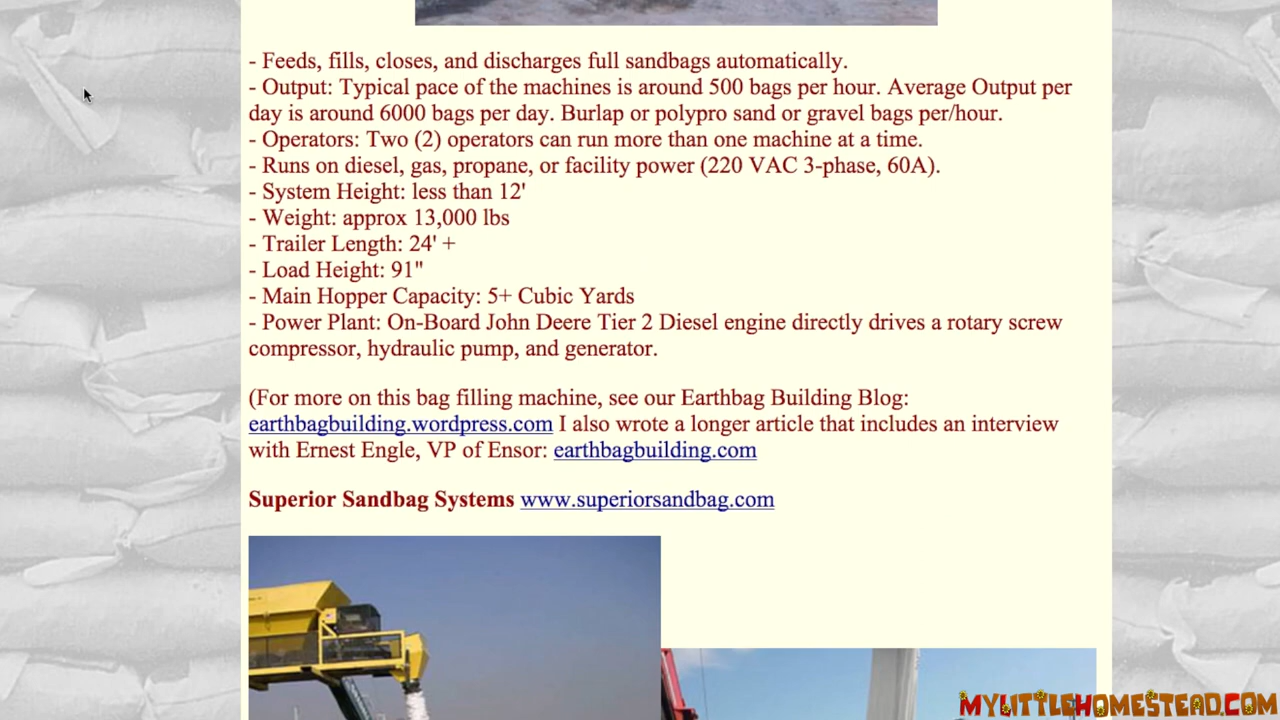 - Feeds, fills, closes, and discharges full sandbags automatically.
- Output: Typical pace of the machines is around 500 bags per hour. Average Output per
day is around 6000 bags per day. Burlap or polypro sand or gravel bags per/hour.
- Operators: Two (2) operators can run more than one machine at a time.
- Runs on diesel, gas, propane, or facility power (220 VAC 3-phase, 60A).
- System Height: less than 12'
- Weight: approx 13,000 lbs
- Trailer Length: 24' +
- Load Height: 91"
- Main Hopper Capacity: 5+ Cubic Yards
- Power Plant: On-Board John Deere Tier 2 Diesel engine directly drives a rotary screw
compressor, hydraulic pump, and generator.
(For more on this bag filling machine, see our Earthbag Building Blog:
earthbagbuilding.wordpress.com I also wrote a longer article that includes an interview
with Ernest Engle, VP of Ensor: earthbagbuilding.com
Superior Sandbag Systems www.superiorsandbag.com
MYLITTLEHOMESTEAD.COM